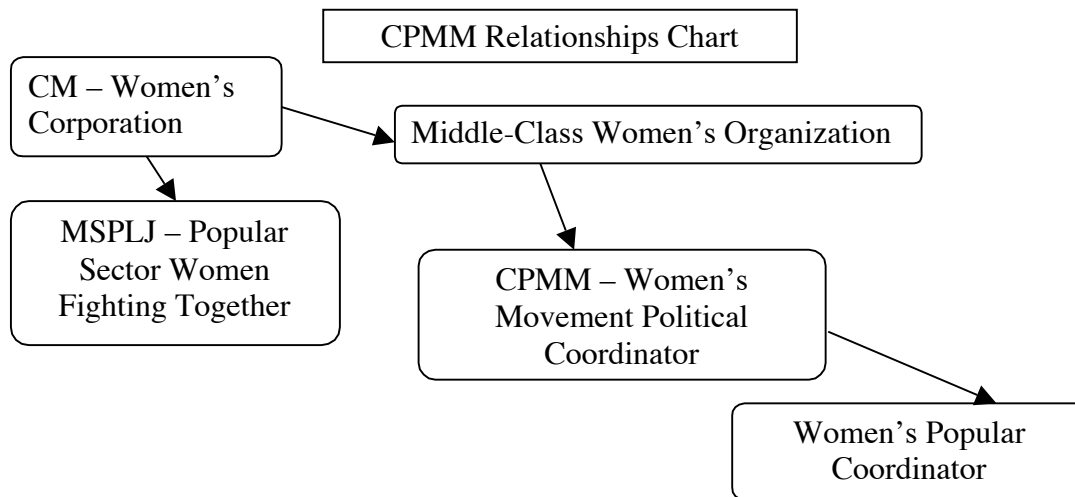 CPMM Relationships Chart
CM – Women’s
Corporation
Middle-Class Women’s Organization
MSPLJ – Popular
Sector Women
Fighting Together
CPMM – Women’s
Movement Political
Coordinator
Women’s Popular
Coordinator